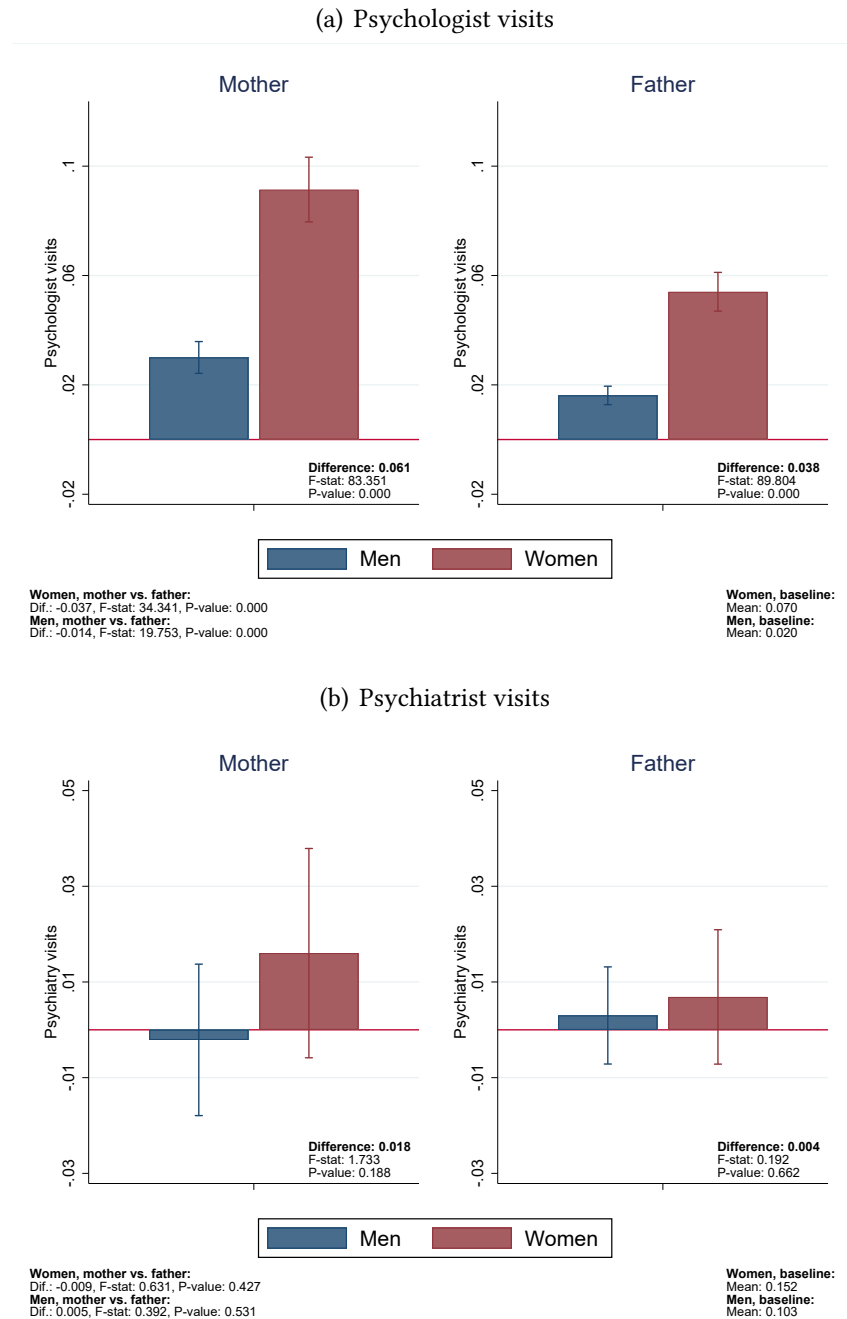 (a) Psychologist visits
Mother
Father
Psychologist visits
.1
.06
.02
-.02
Difference: 0.061
F-stat: 83.351
P-value: 0.000
Psychologist visits
.1
.06
.02
-.02
Difference: 0.038
F-stat: 89.804
P-value: 0.000
Men
Women
Women, mother vs. father:
Dif.: -0.037, F-stat: 34.341, P-value: 0.000
Men, mother vs. father:
Dif.: -0.014, F-stat: 19.753, P-value: 0.000
Women, baseline:
Mean: 0.070
Men, baseline:
Mean: 0.020
(b) Psychiatrist visits
Mother
Father
Psychiatry visits
.05
.03
.01
-.01
-.03
Difference: 0.018
F-stat: 1.733
P-value: 0.188
Psychiatry visits
.05
.03
.01
-.01
-.03
Difference: 0.004
F-stat: 0.192
P-value: 0.662
Men
Women
Women, mother vs. father:
Dif.: -0.009, F-stat: 0.631, P-value: 0.427
Men, mother vs. father:
Dif.: 0.005, F-stat: 0.392, P-value: 0.531
Women, baseline:
Mean: 0.152
Men, baseline:
Mean: 0.103